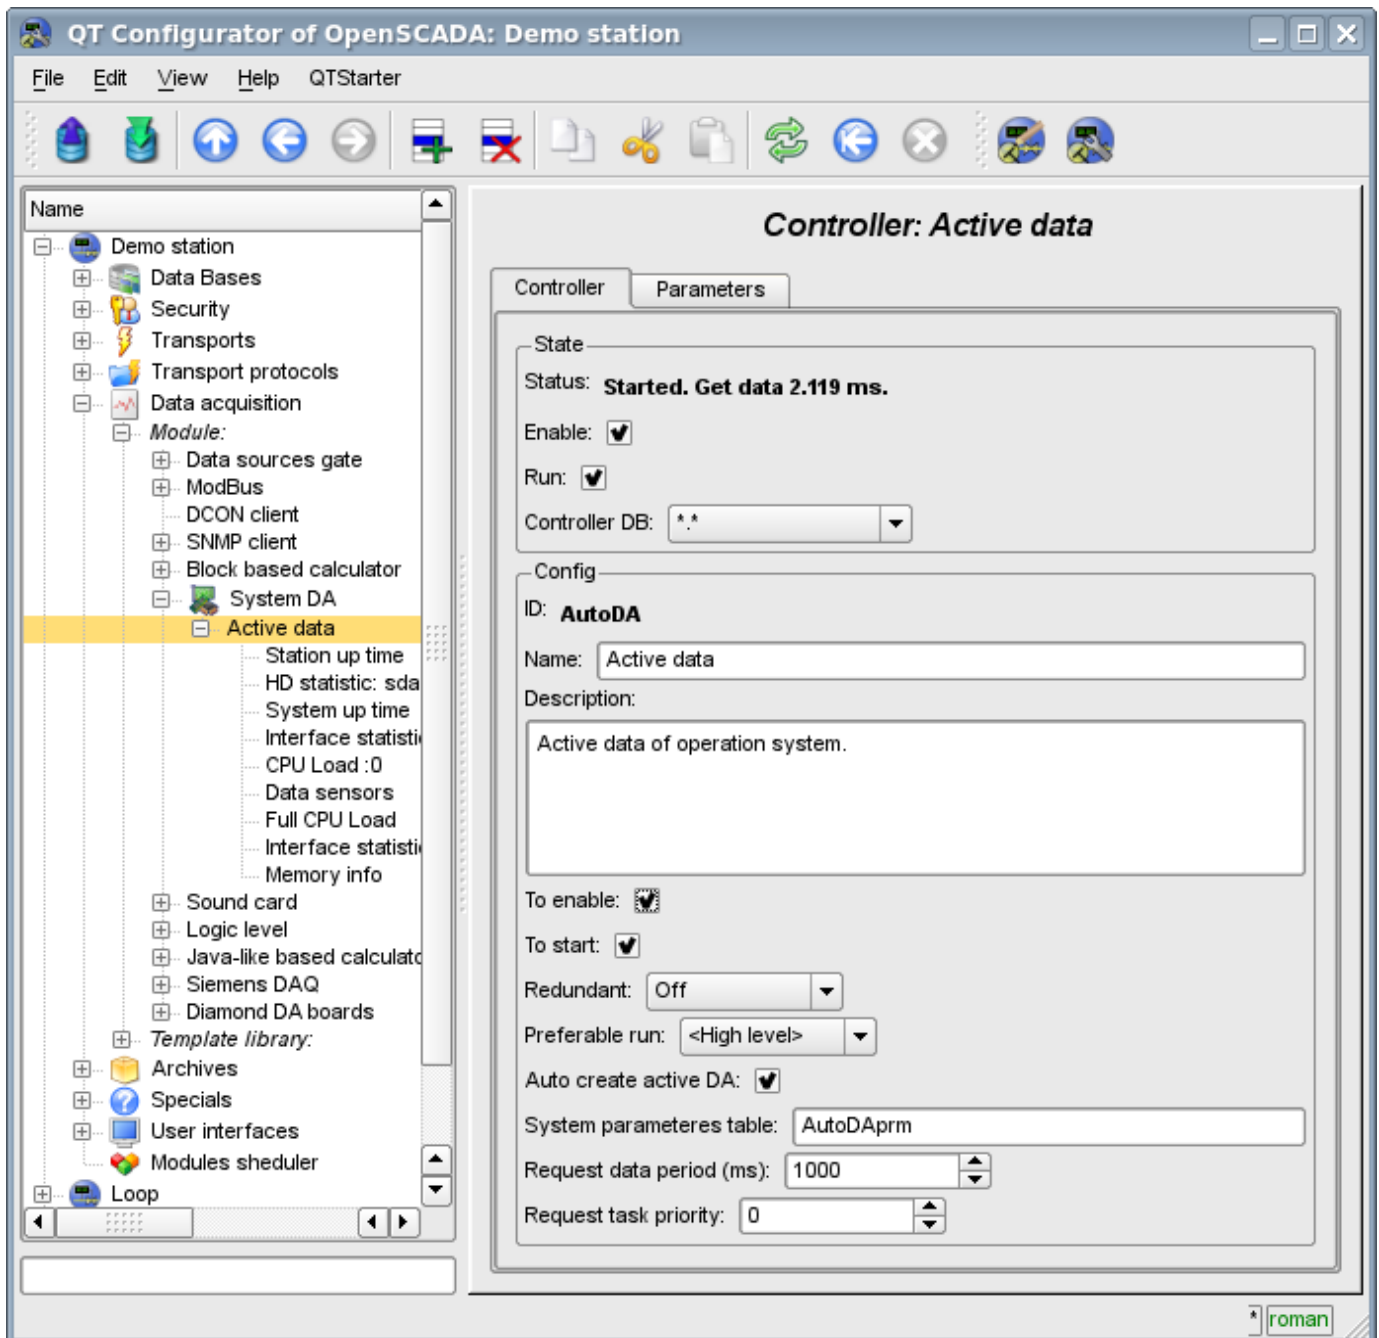 QT Configurator of OpenSCADA: Demo station
File Edit View Help QTStarter
Name
Demo station
Data Bases
Security
Transports
Transport protocols
Data acquisition
Module:
Data sources gate
ModBus
DCON client
SNMP client
Block based calculator
System DA
Active data
Station up time
HD statistic: sda
System up time
Interface statisti
CPU Load :0
Data sensors
Full CPU Load
Interface statisti
Memory info
Sound card
Logic level
Java-like based calculato
Siemens DAQ
Diamond DA boards
Template library:
Archives
Specials
User interfaces
Modules sheduler
Loop
Controller: Active data
Controller Parameters
State
Status: Started. Get data 2.119 ms.
Enable:
Run:
Controller DB: *.*
Config
ID: AutoDA
Name: Active data
Description:
Active data of operation system.
To enable:
To start:
Redundant: Off
Preferable run: <High level>
Auto create active DA:
System parameteres table: AutoDAprm
Request data period (ms): 1000
Request task priority: 0
* roman